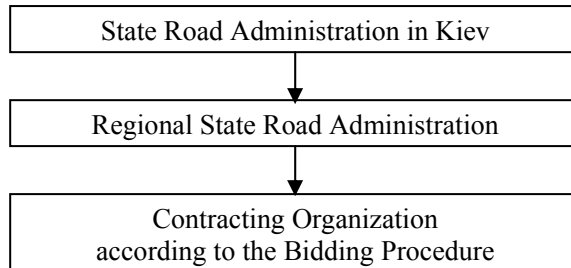 State Road Administration in Kiev
Regional State Road Administration
Contracting Organization
according to the Bidding Procedure